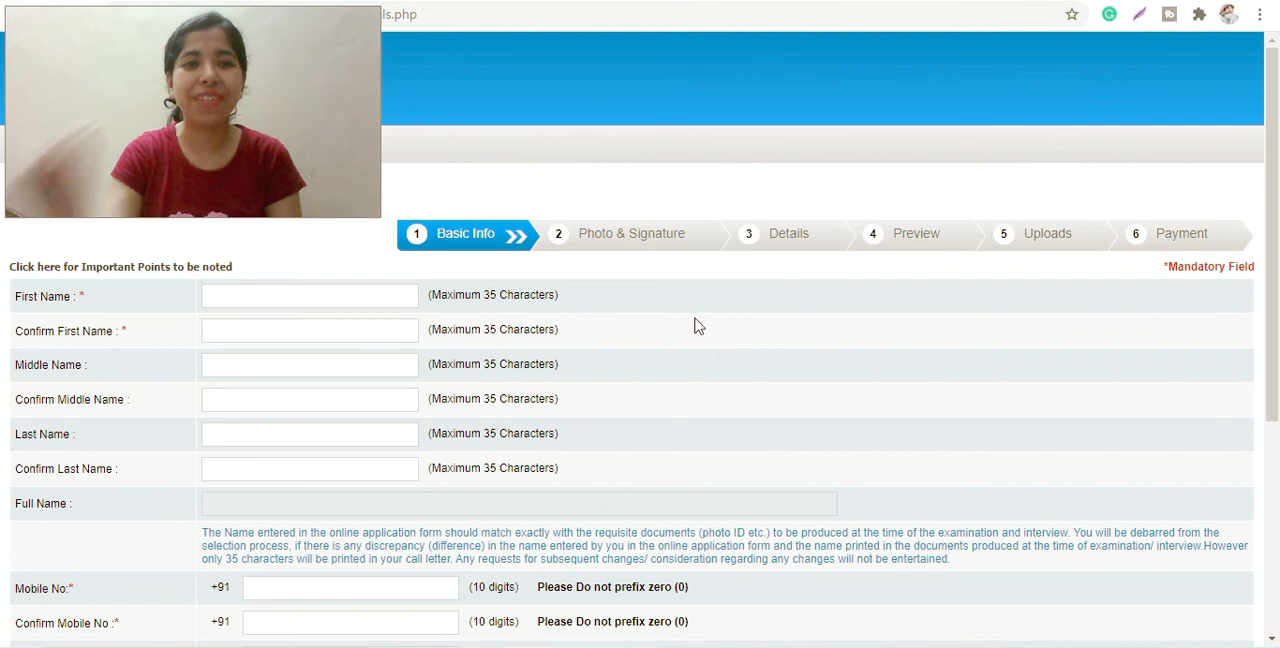 ls.php
1 Basic Info
2 Photo & Signature
3 Details
4 Preview
5 Uploads
6 Payment
Click here for Important Points to be noted
*Mandatory Field
First Name : *
(Maximum 35 Characters)
Confirm First Name : *
(Maximum 35 Characters)
Middle Name :
(Maximum 35 Characters)
Confirm Middle Name :
(Maximum 35 Characters)
Last Name :
(Maximum 35 Characters)
Confirm Last Name :
(Maximum 35 Characters)
Full Name :
The Name entered in the online application form should match exactly with the requisite documents (photo ID etc.) to be produced at the time of the examination and interview. You will be debarred from the
selection process, if there is any discrepancy (difference) in the name entered by you in the online application form and the name printed in the documents produced at the time of examination/ interview.However
only 35 characters will be printed in your call letter. Any requests for subsequent changes/ consideration regarding any changes will not be entertained.
Mobile No:*
+91
(10 digits)
Please Do not prefix zero (0)
Confirm Mobile No :*
+91
(10 digits)
Please Do not prefix zero (0)